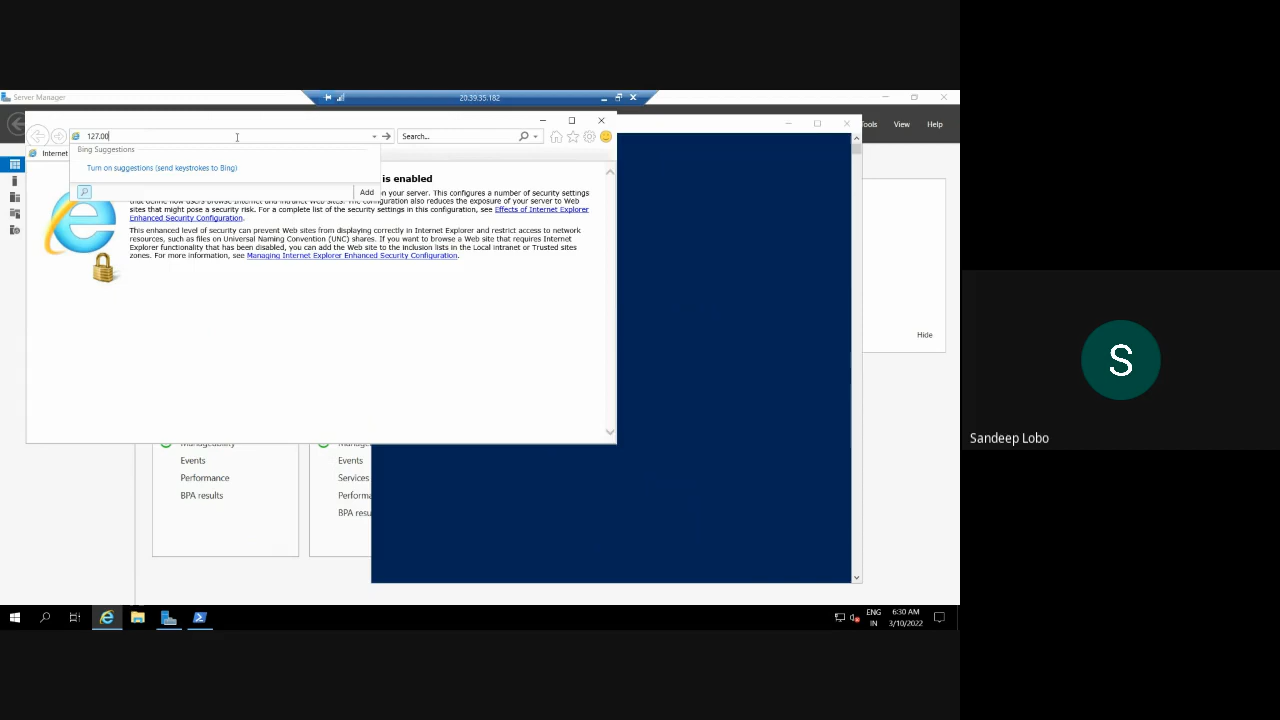 Server Manager
20.39.35.182
127.00
Search...
Tools
View
Help
Internet
Bing Suggestions
Turn on suggestions (send keystrokes to Bing)
Add
is enabled
on your server. This configures a number of security settings
that define how users browse Internet and intranet Web sites. The configuration also reduces the exposure of your server to Web
sites that might pose a security risk. For a complete list of the security settings in this configuration, see Effects of Internet Explorer
Enhanced Security Configuration.
This enhanced level of security can prevent Web sites from displaying correctly in Internet Explorer and restrict access to network
resources, such as files on Universal Naming Convention (UNC) shares. If you want to browse a Web site that requires Internet
Explorer functionality that has been disabled, you can add the Web site to the inclusion lists in the Local intranet or Trusted sites
zones. For more information, see Managing Internet Explorer Enhanced Security Configuration.
Hide
Manageability
Events
Performance
BPA results
Events
Services
Performa
BPA resu
S
Sandeep Lobo
ENG
IN
6:30 AM
3/10/2022